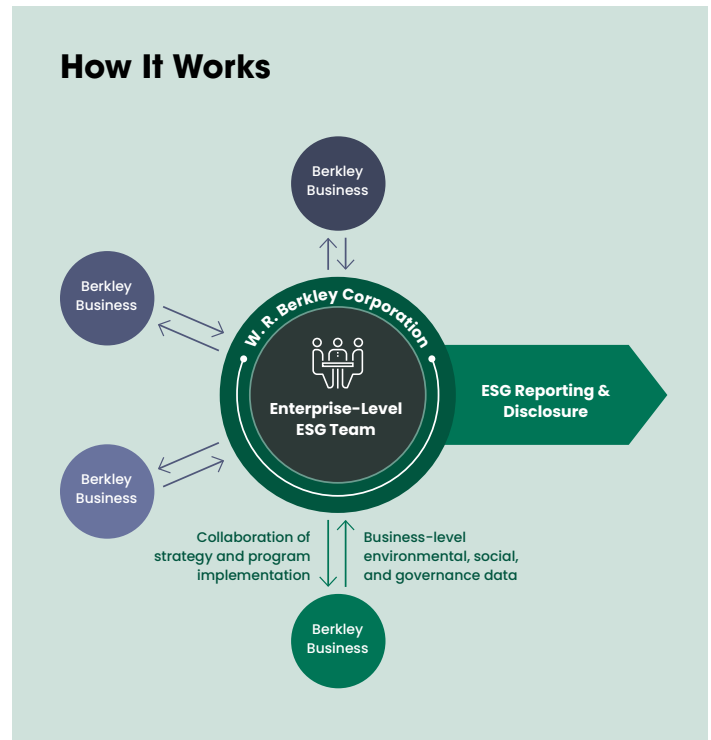 How It Works
Berkley
Business
Berkley
Business
W. R. Berkley Corporation
Enterprise-Level
ESG Team
ESG Reporting &
Disclosure
Berkley
Business
Collaboration of
strategy and program
implementation
Business-level
environmental, social,
and governance data
Berkley
Business